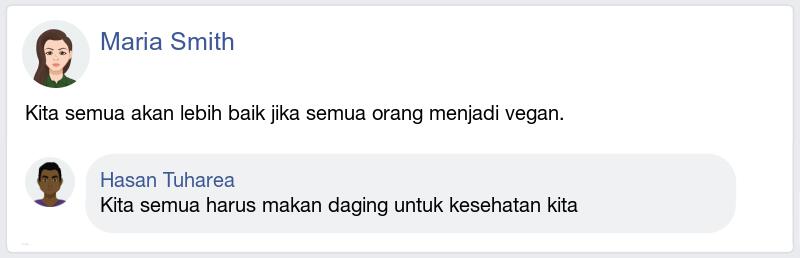 Maria Smith
Kita semua akan lebih baik jika semua orang menjadi vegan.
Hasan Tuharea
Kita semua harus makan daging untuk kesehatan kita